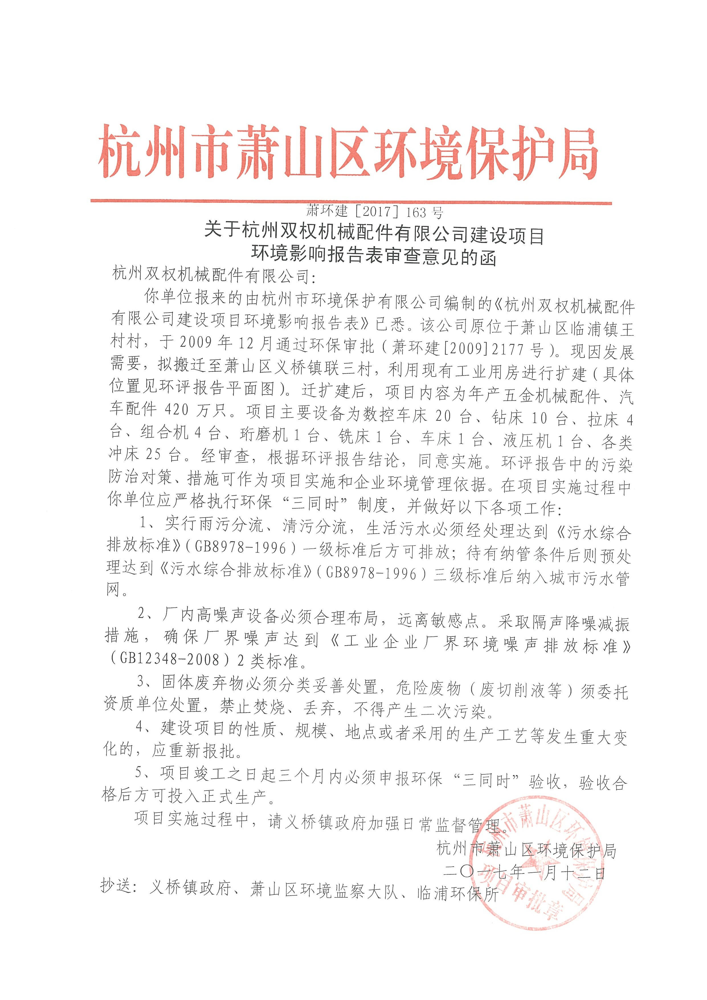 杭州市萧山区环境保护局
萧环建［2017］163 号
关于杭州双权机械配件有限公司建设项目
环境影响报告表审查意见的函
杭州双权机械配件有限公司：
你单位报来的由杭州市环境保护有限公司编制的《杭州双权机械配件
有限公司建设项目环境影响报告表》已悉。该公司原位于萧山区临浦镇王
村村，于 2009 年 12 月通过环保审批（萧环建[2009]2177 号）。现因发展
需要，拟搬迁至萧山区义桥镇联三村，利用现有工业用房进行扩建（具体
位置见环评报告平面图）。迁扩建后，项目内容为年产五金机械配件、汽
车配件 420 万只。项目主要设备为数控车床 20 台、钻床 10 台、拉床 4
台、组合机 4 台、珩磨机 1 台、铣床 1 台、车床 1 台、液压机 1 台、各类
冲床 25 台。经审查，根据环评报告结论，同意实施。环评报告中的污染
防治对策、措施可作为项目实施和企业环境管理依据。在项目实施过程中
你单位应严格执行环保“三同时”制度，并做好以下各项工作：
1、实行雨污分流、清污分流，生活污水必须经处理达到《污水综合
排放标准》（GB8978-1996）一级标准后方可排放；待有纳管条件后则预处
理达到《污水综合排放标准》（GB8978-1996）三级标准后纳入城市污水管
网。
2、厂内高噪声设备必须合理布局，远离敏感点。采取隔声降噪减振
措施，确保厂界噪声达到《工业企业厂界环境噪声排放标准》
（GB12348-2008）2 类标准。
3、固体废弃物必须分类妥善处置，危险废物（废切削液等）须委托
资质单位处置，禁止焚烧、丢弃，不得产生二次污染。
4、建设项目的性质、规模、地点或者采用的生产工艺等发生重大变
化的，应重新报批。
5、项目竣工之日起三个月内必须申报环保“三同时”验收，验收合
格后方可投入正式生产。
项目实施过程中，请义桥镇政府加强日常监督管理。
杭州市萧山区环境保护局
二〇一七年一月十二日
抄送：义桥镇政府、萧山区环境监察大队、临浦环保所
杭州市萧山区环境保护局
项目审批章